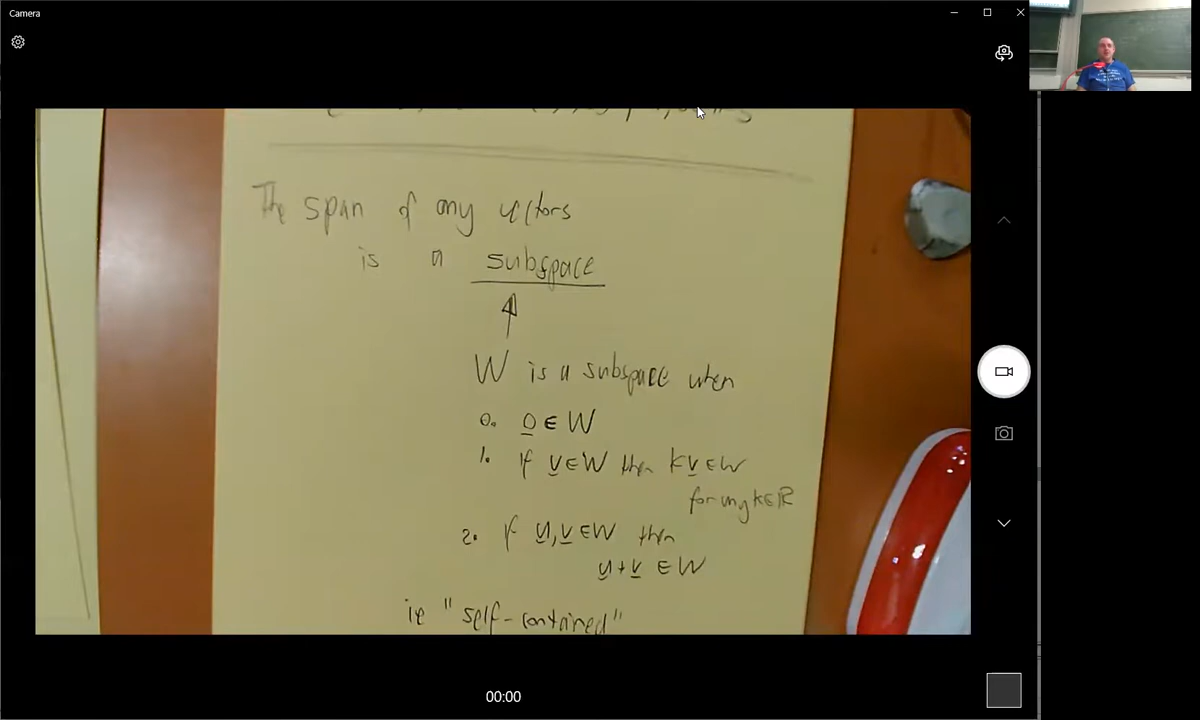 Camera
The span of any vectors
is a subspace
W is a subspace when
0. 0 ∈ W
1. if v ∈ W then kv ∈ W
for any k ∈ ℝ
2. if u, v ∈ W then
u + v ∈ W
ie "self-contained"
00:00